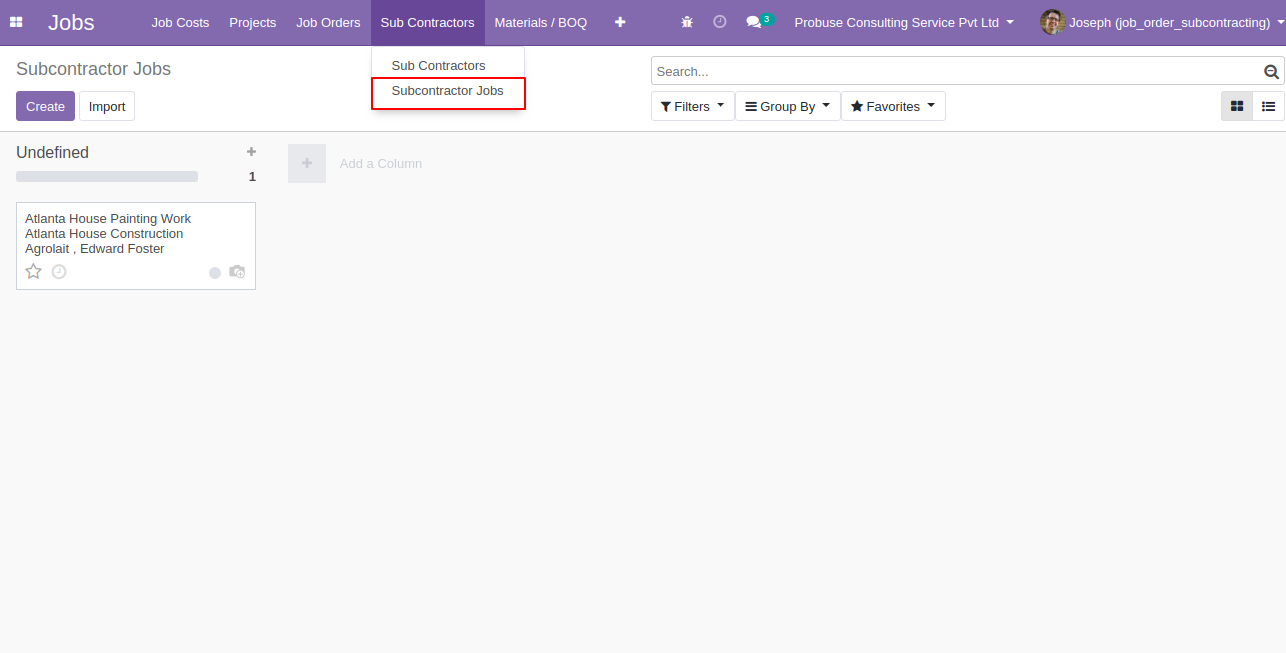 Jobs Job Costs Projects Job Orders Sub Contractors Materials / BOQ 3 Probuse Consulting Service Pvt Ltd Joseph (job_order_subcontracting)
Sub Contractors
Subcontractor Jobs
Subcontractor Jobs
Search...
Create Import
Filters Group By Favorites
Undefined
1
Add a Column
Atlanta House Painting Work
Atlanta House Construction
Agrolait , Edward Foster